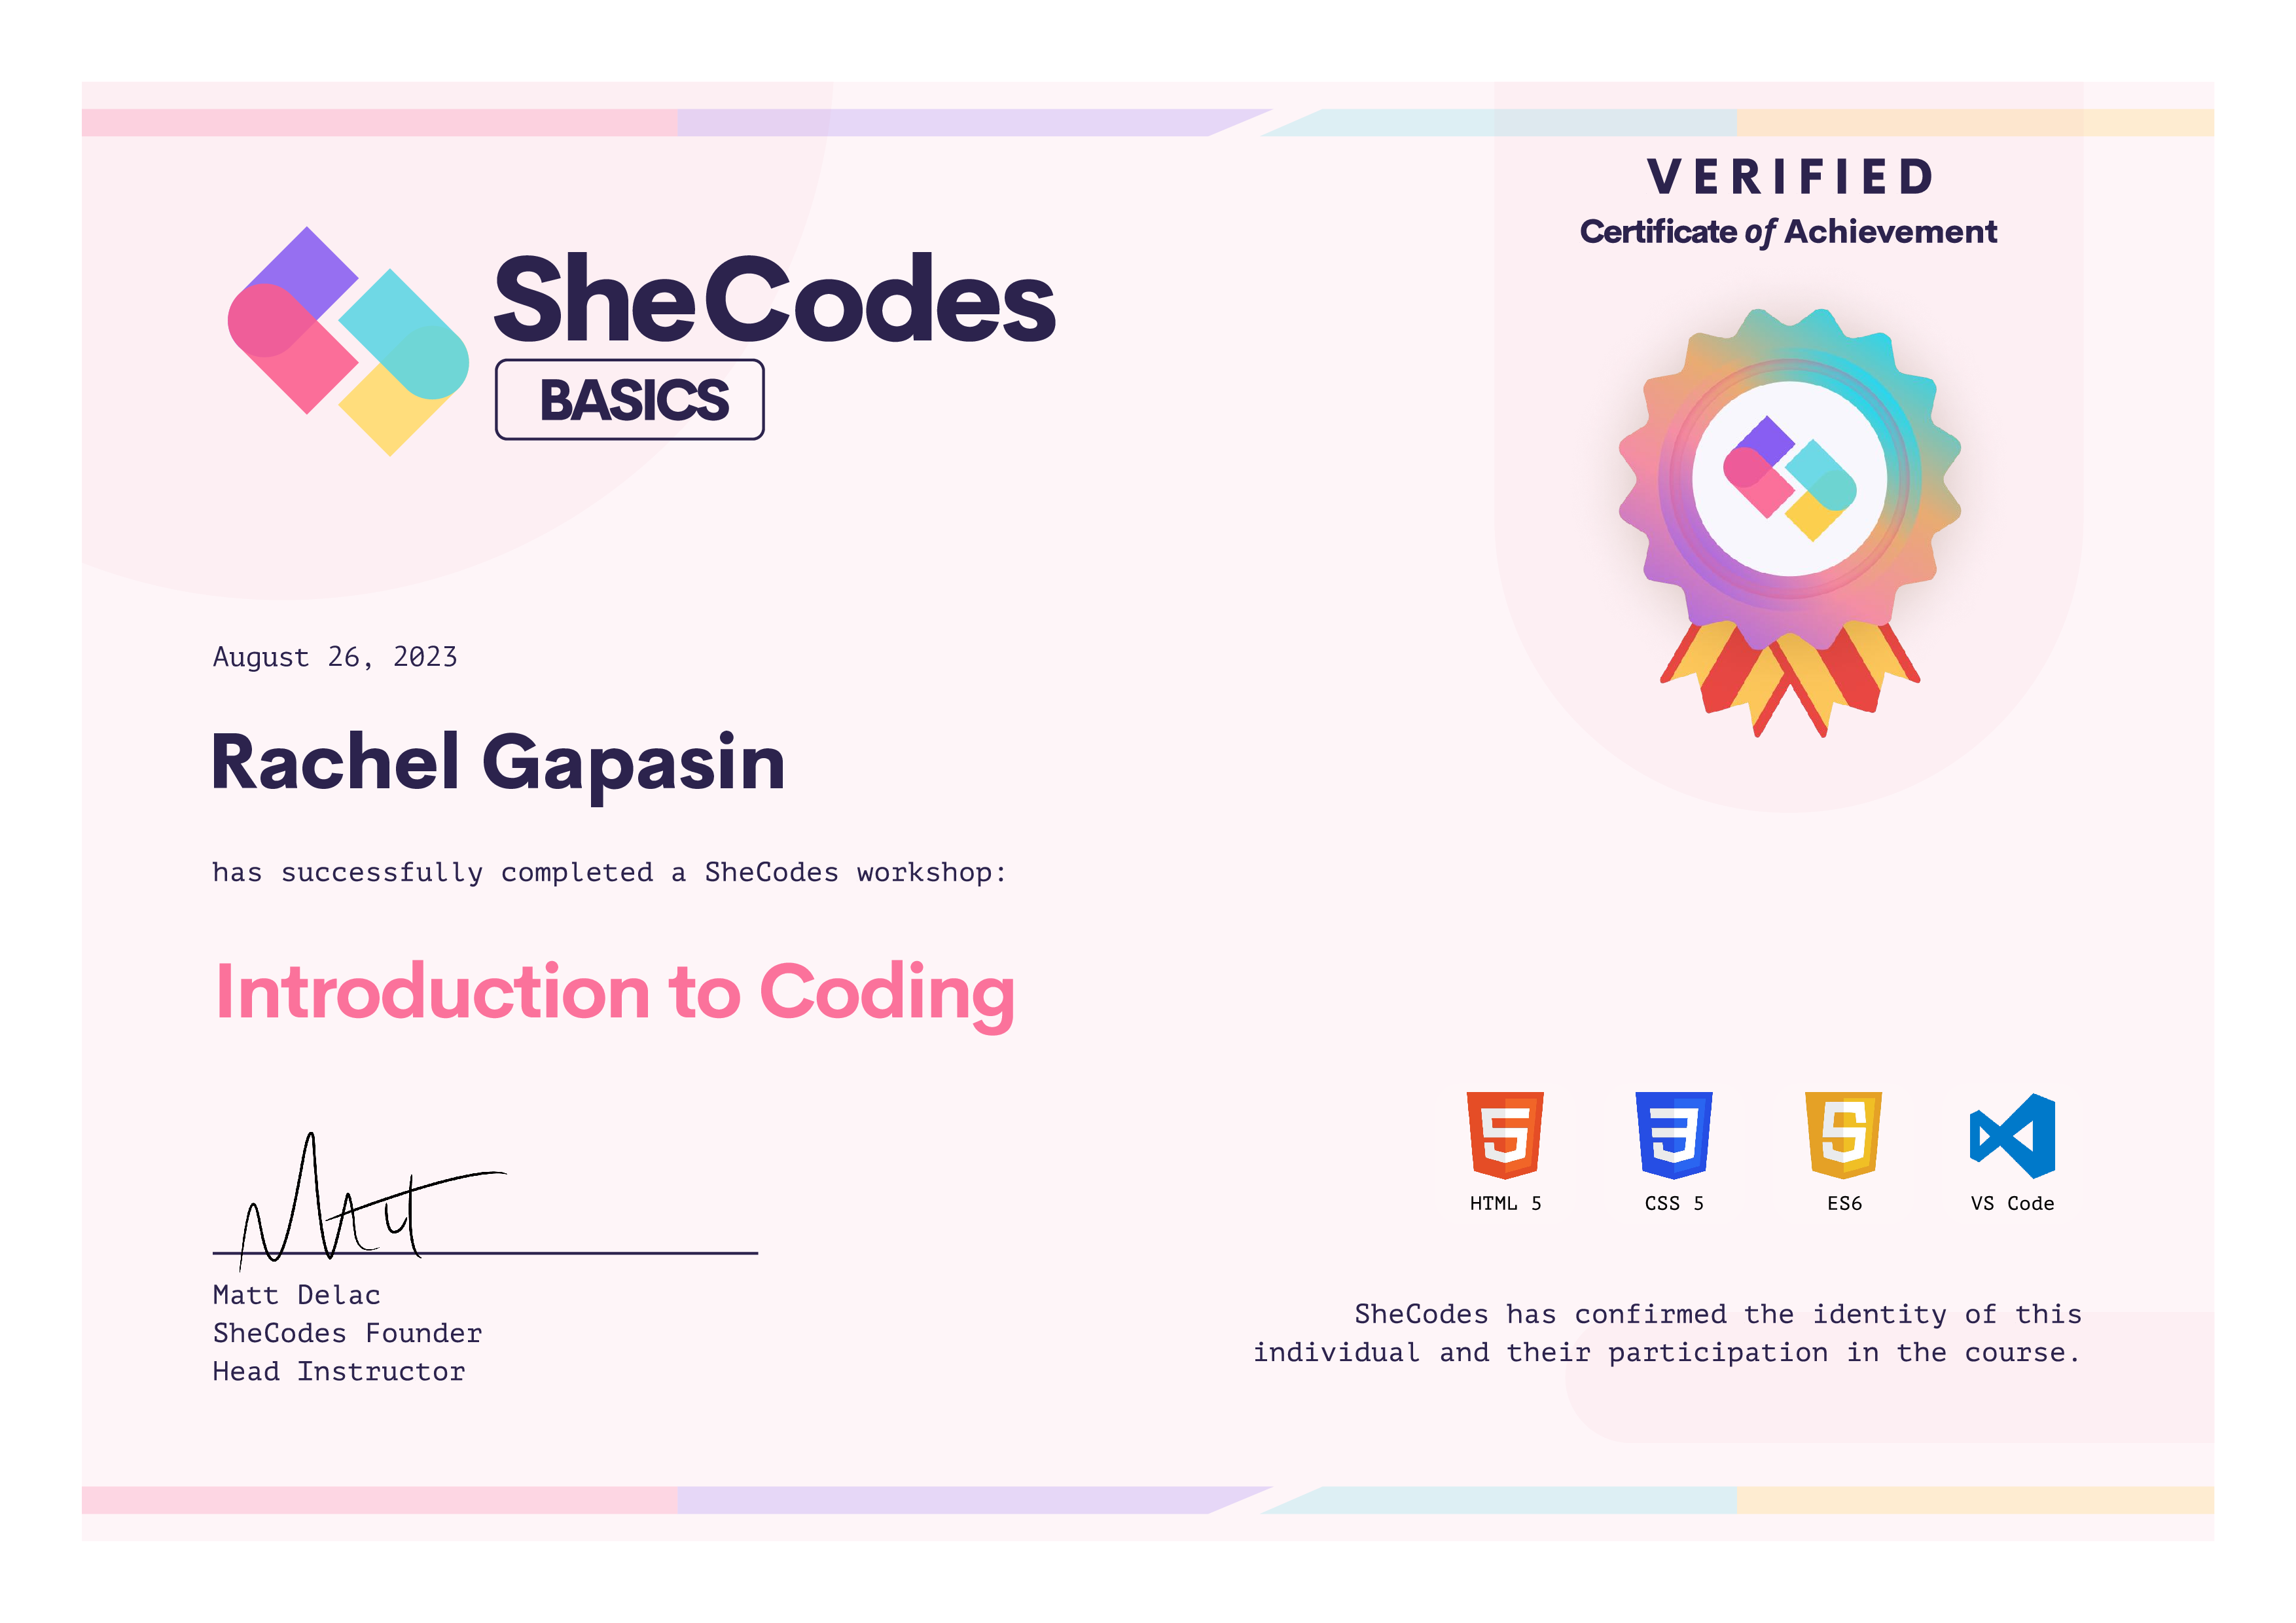 VERIFIED
Certificate of Achievement
SheCodes
BASICS
August 26, 2023
Rachel Gapasin
has successfully completed a SheCodes workshop:
Introduction to Coding
HTML 5
CSS 5
ES6
VS Code
Matt
Matt Delac
SheCodes Founder
Head Instructor
SheCodes has confirmed the identity of this
individual and their participation in the course.